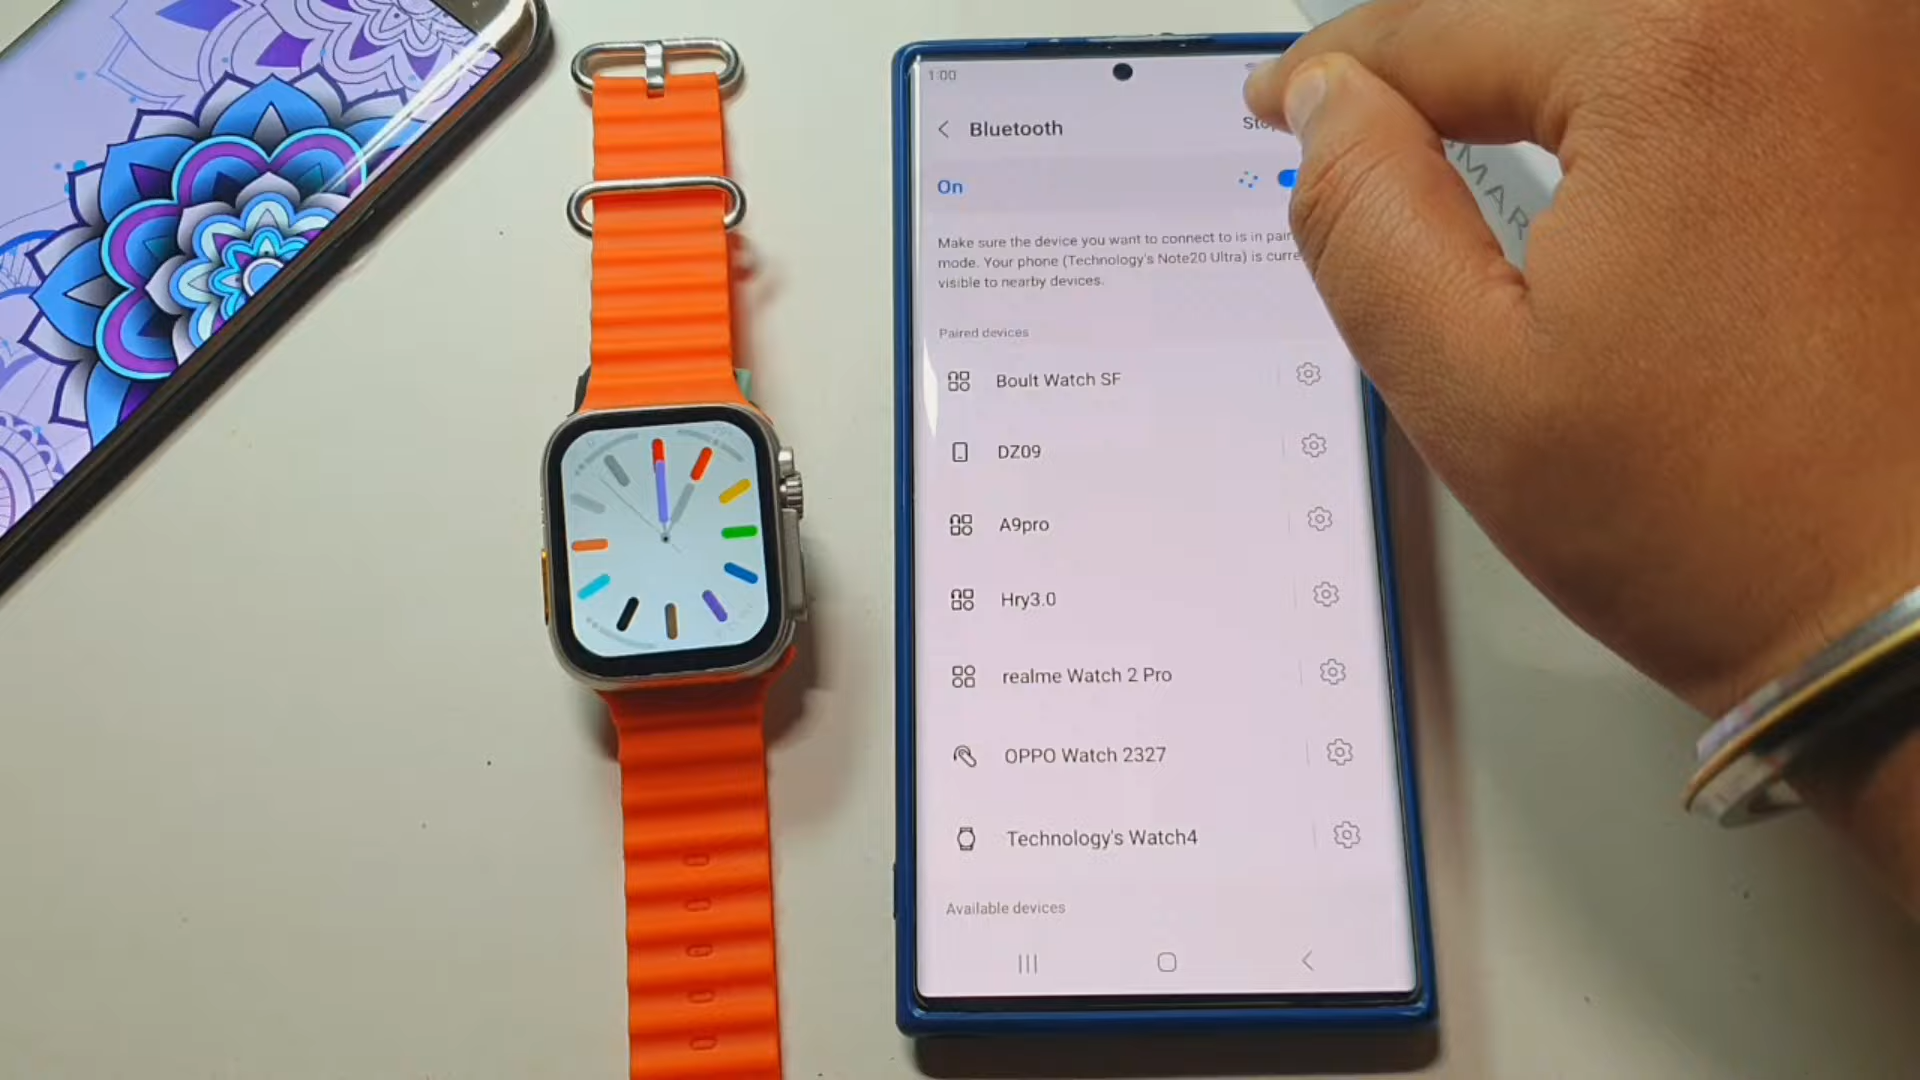 1:00
Bluetooth
On
Make sure the device you want to connect to is in
mode. Your phone (Technology's Note20 Ultra) is
visible to nearby devices.
Paired devices
Boult Watch SF
DZ09
A9pro
Hry3.0
realme Watch 2 Pro
OPPO Watch 2327
Technology's Watch4
Available devices